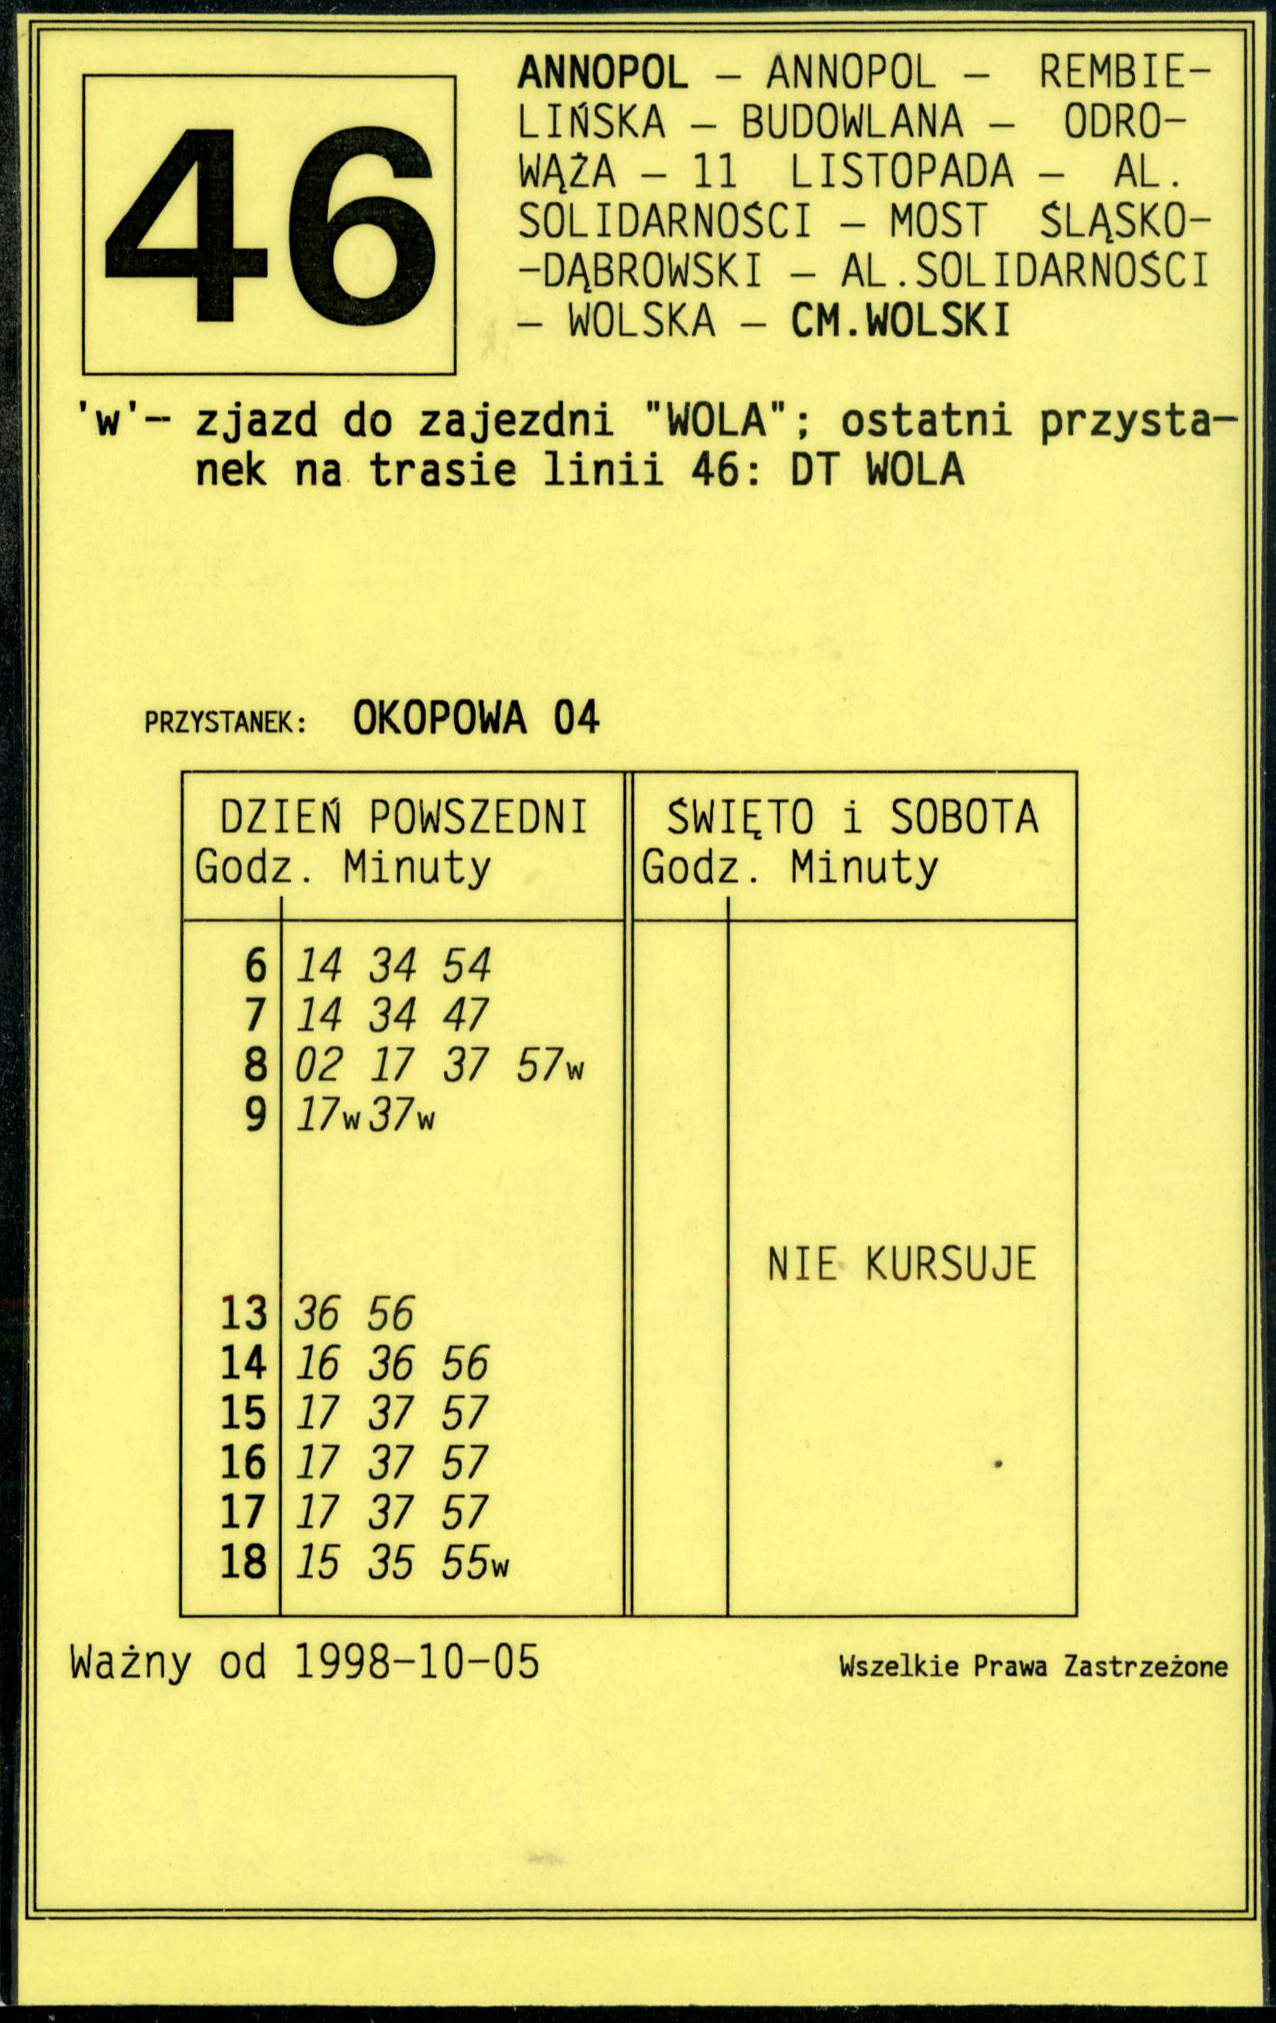 46
ANNOPOL – ANNOPOL – REMBIE-
LIŃSKA – BUDOWLANA – ODRO-
WĄŻA – 11 LISTOPADA – AL.
SOLIDARNOŚCI – MOST ŚLĄSKO-
-DĄBROWSKI – AL.SOLIDARNOŚCI
– WOLSKA – CM.WOLSKI
'w'– zjazd do zajezdni "WOLA"; ostatni przysta-
nek na trasie linii 46: DT WOLA
PRZYSTANEK: OKOPOWA 04
DZIEŃ POWSZEDNI
Godz. Minuty
6 14 34 54
7 14 34 47
8 02 17 37 57w
9 17w 37w
13 36 56
14 16 36 56
15 17 37 57
16 17 37 57
17 17 37 57
18 15 35 55w
ŚWIĘTO i SOBOTA
Godz. Minuty
NIE KURSUJE
Ważny od 1998-10-05
Wszelkie Prawa Zastrzeżone